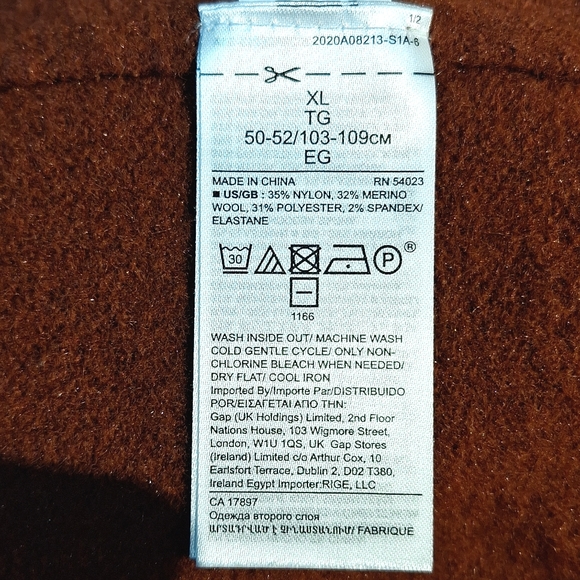 1/2
2020A08213-S1A-6
XL
TG
50-52/103-109CM
EG
MADE IN CHINA RN 54023
■ US/GB : 35% NYLON, 32% MERINO
WOOL, 31% POLYESTER, 2% SPANDEX/
ELASTANE
30 P ®
1166
WASH INSIDE OUT/ MACHINE WASH
COLD GENTLE CYCLE/ ONLY NON-
CHLORINE BLEACH WHEN NEEDED/
DRY FLAT/ COOL IRON
Imported By/Importe Par/DISTRIBUIDO
POR/ΕΙΣΑΓΕΤΑΙ ΑΠΟ ΤΗΝ:
Gap (UK Holdings) Limited, 2nd Floor
Nations House, 103 Wigmore Street,
London, W1U 1QS, UK Gap Stores
(Ireland) Limited c/o Arthur Cox, 10
Earlsfort Terrace, Dublin 2, D02 T380,
Ireland Egypt Importer:RIGE, LLC
CA 17897
Одежда второго слоя
ԱՐՏԱԴՐՎԱԾ Է ՉԻՆԱՍՏԱՆՈՒՄ/ FABRIQUE